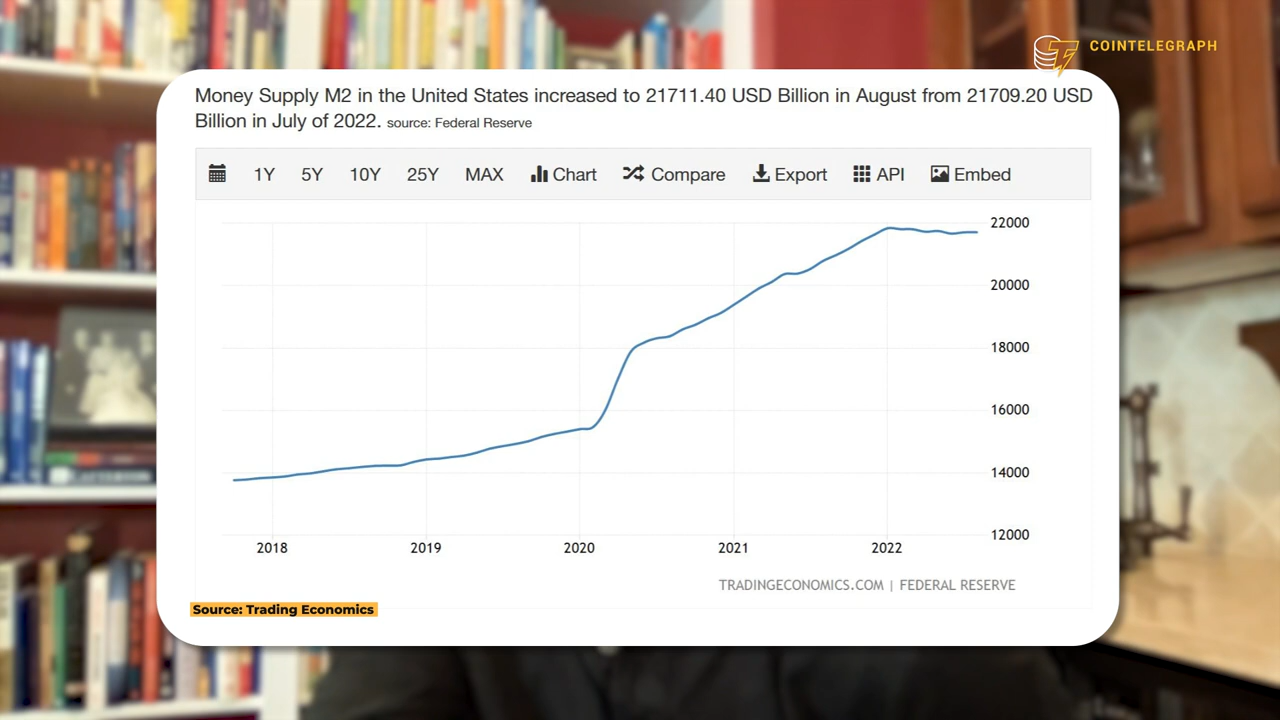 COINTELEGRAPH
Money Supply M2 in the United States increased to 21711.40 USD Billion in August from 21709.20 USD
Billion in July of 2022. source: Federal Reserve
1Y 5Y 10Y 25Y MAX Chart Compare Export API Embed
22000
20000
18000
16000
14000
12000
2018 2019 2020 2021 2022
TRADINGECONOMICS.COM | FEDERAL RESERVE
Source: Trading Economics